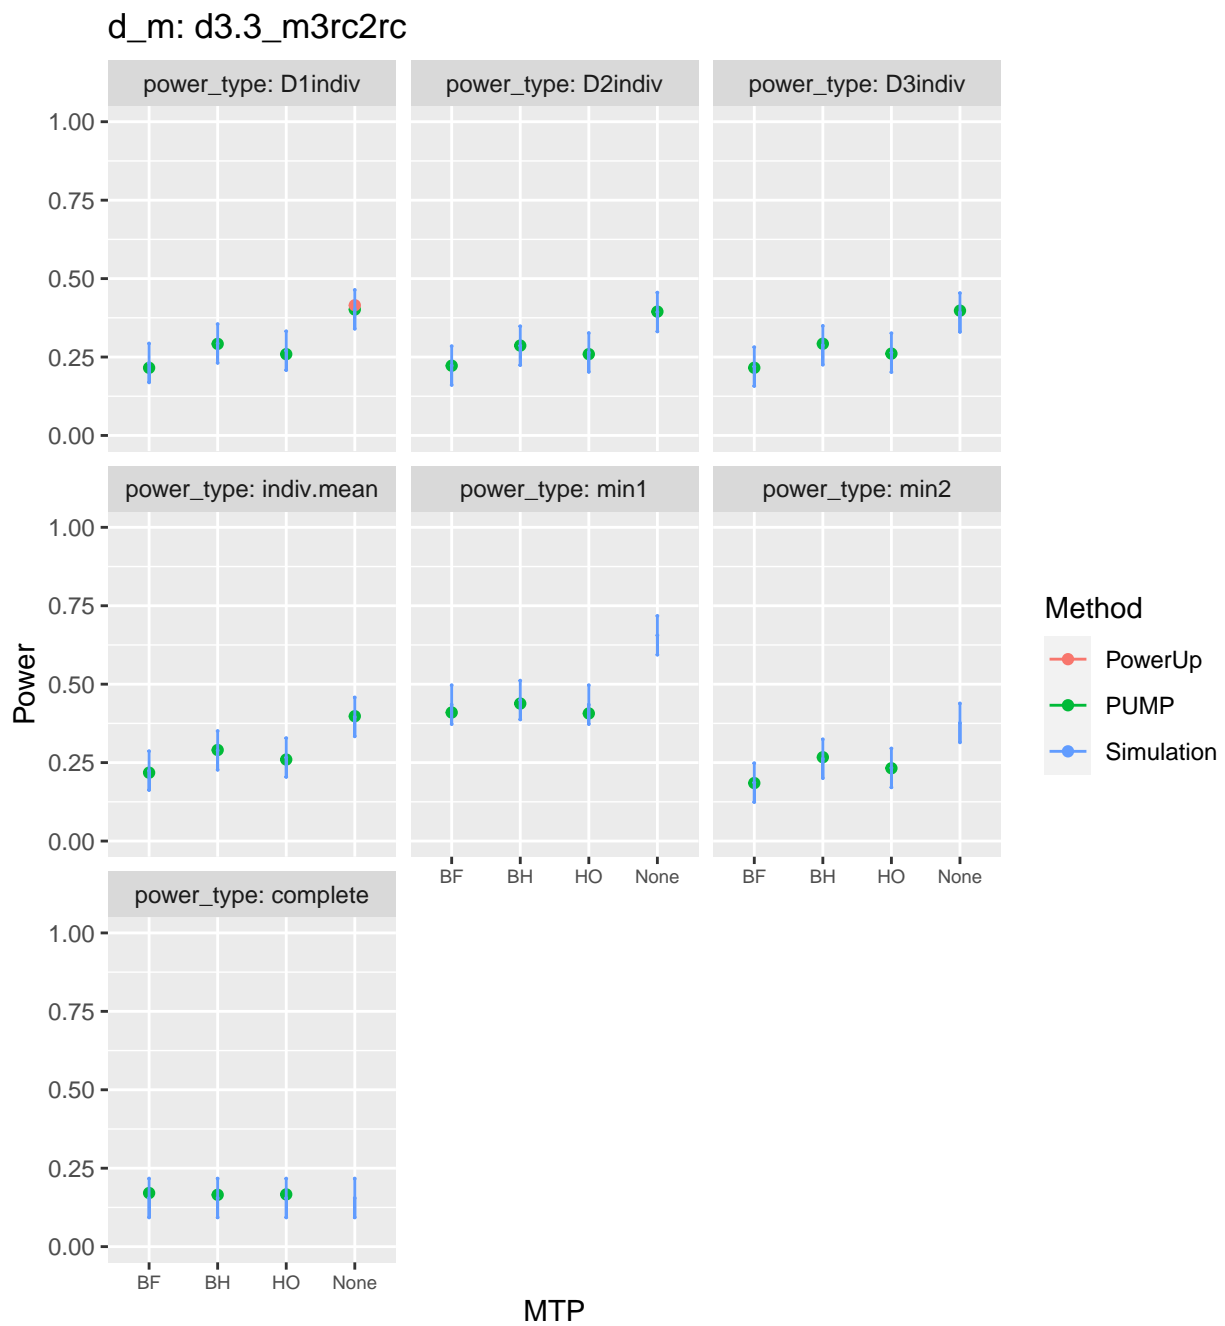 d_m: d3.3_m3rc2rc
power_type: D1indiv
power_type: D2indiv
power_type: D3indiv
1.00
0.75
0.50
0.25
0.00
power_type: indiv.mean
power_type: min1
power_type: min2
1.00
0.75
0.50
0.25
0.00
BF
BH
HO
None
BF
BH
HO
None
power_type: complete
1.00
0.75
0.50
0.25
0.00
BF
BH
HO
None
Power
MTP
Method
PowerUp
PUMP
Simulation